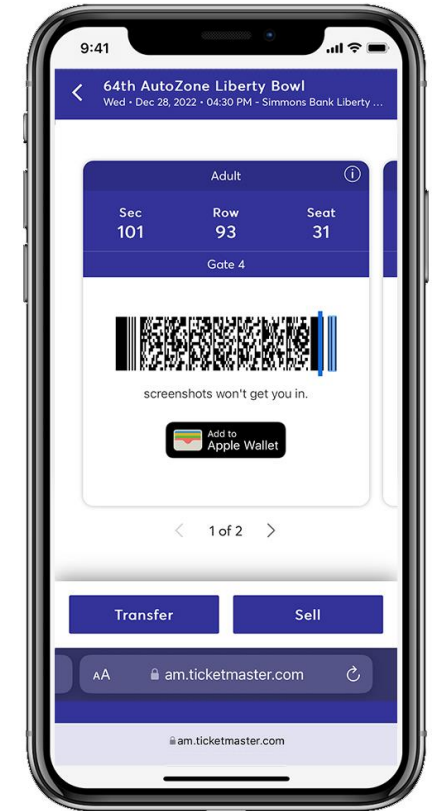 9:41
64th AutoZone Liberty Bowl
Wed • Dec 28, 2022 • 04:30 PM - Simmons Bank Liberty ...
Adult
Sec Row Seat
101 93 31
Gate 4
screenshots won't get you in.
Add to
Apple Wallet
1 of 2
Transfer Sell
AA am.ticketmaster.com
am.ticketmaster.com